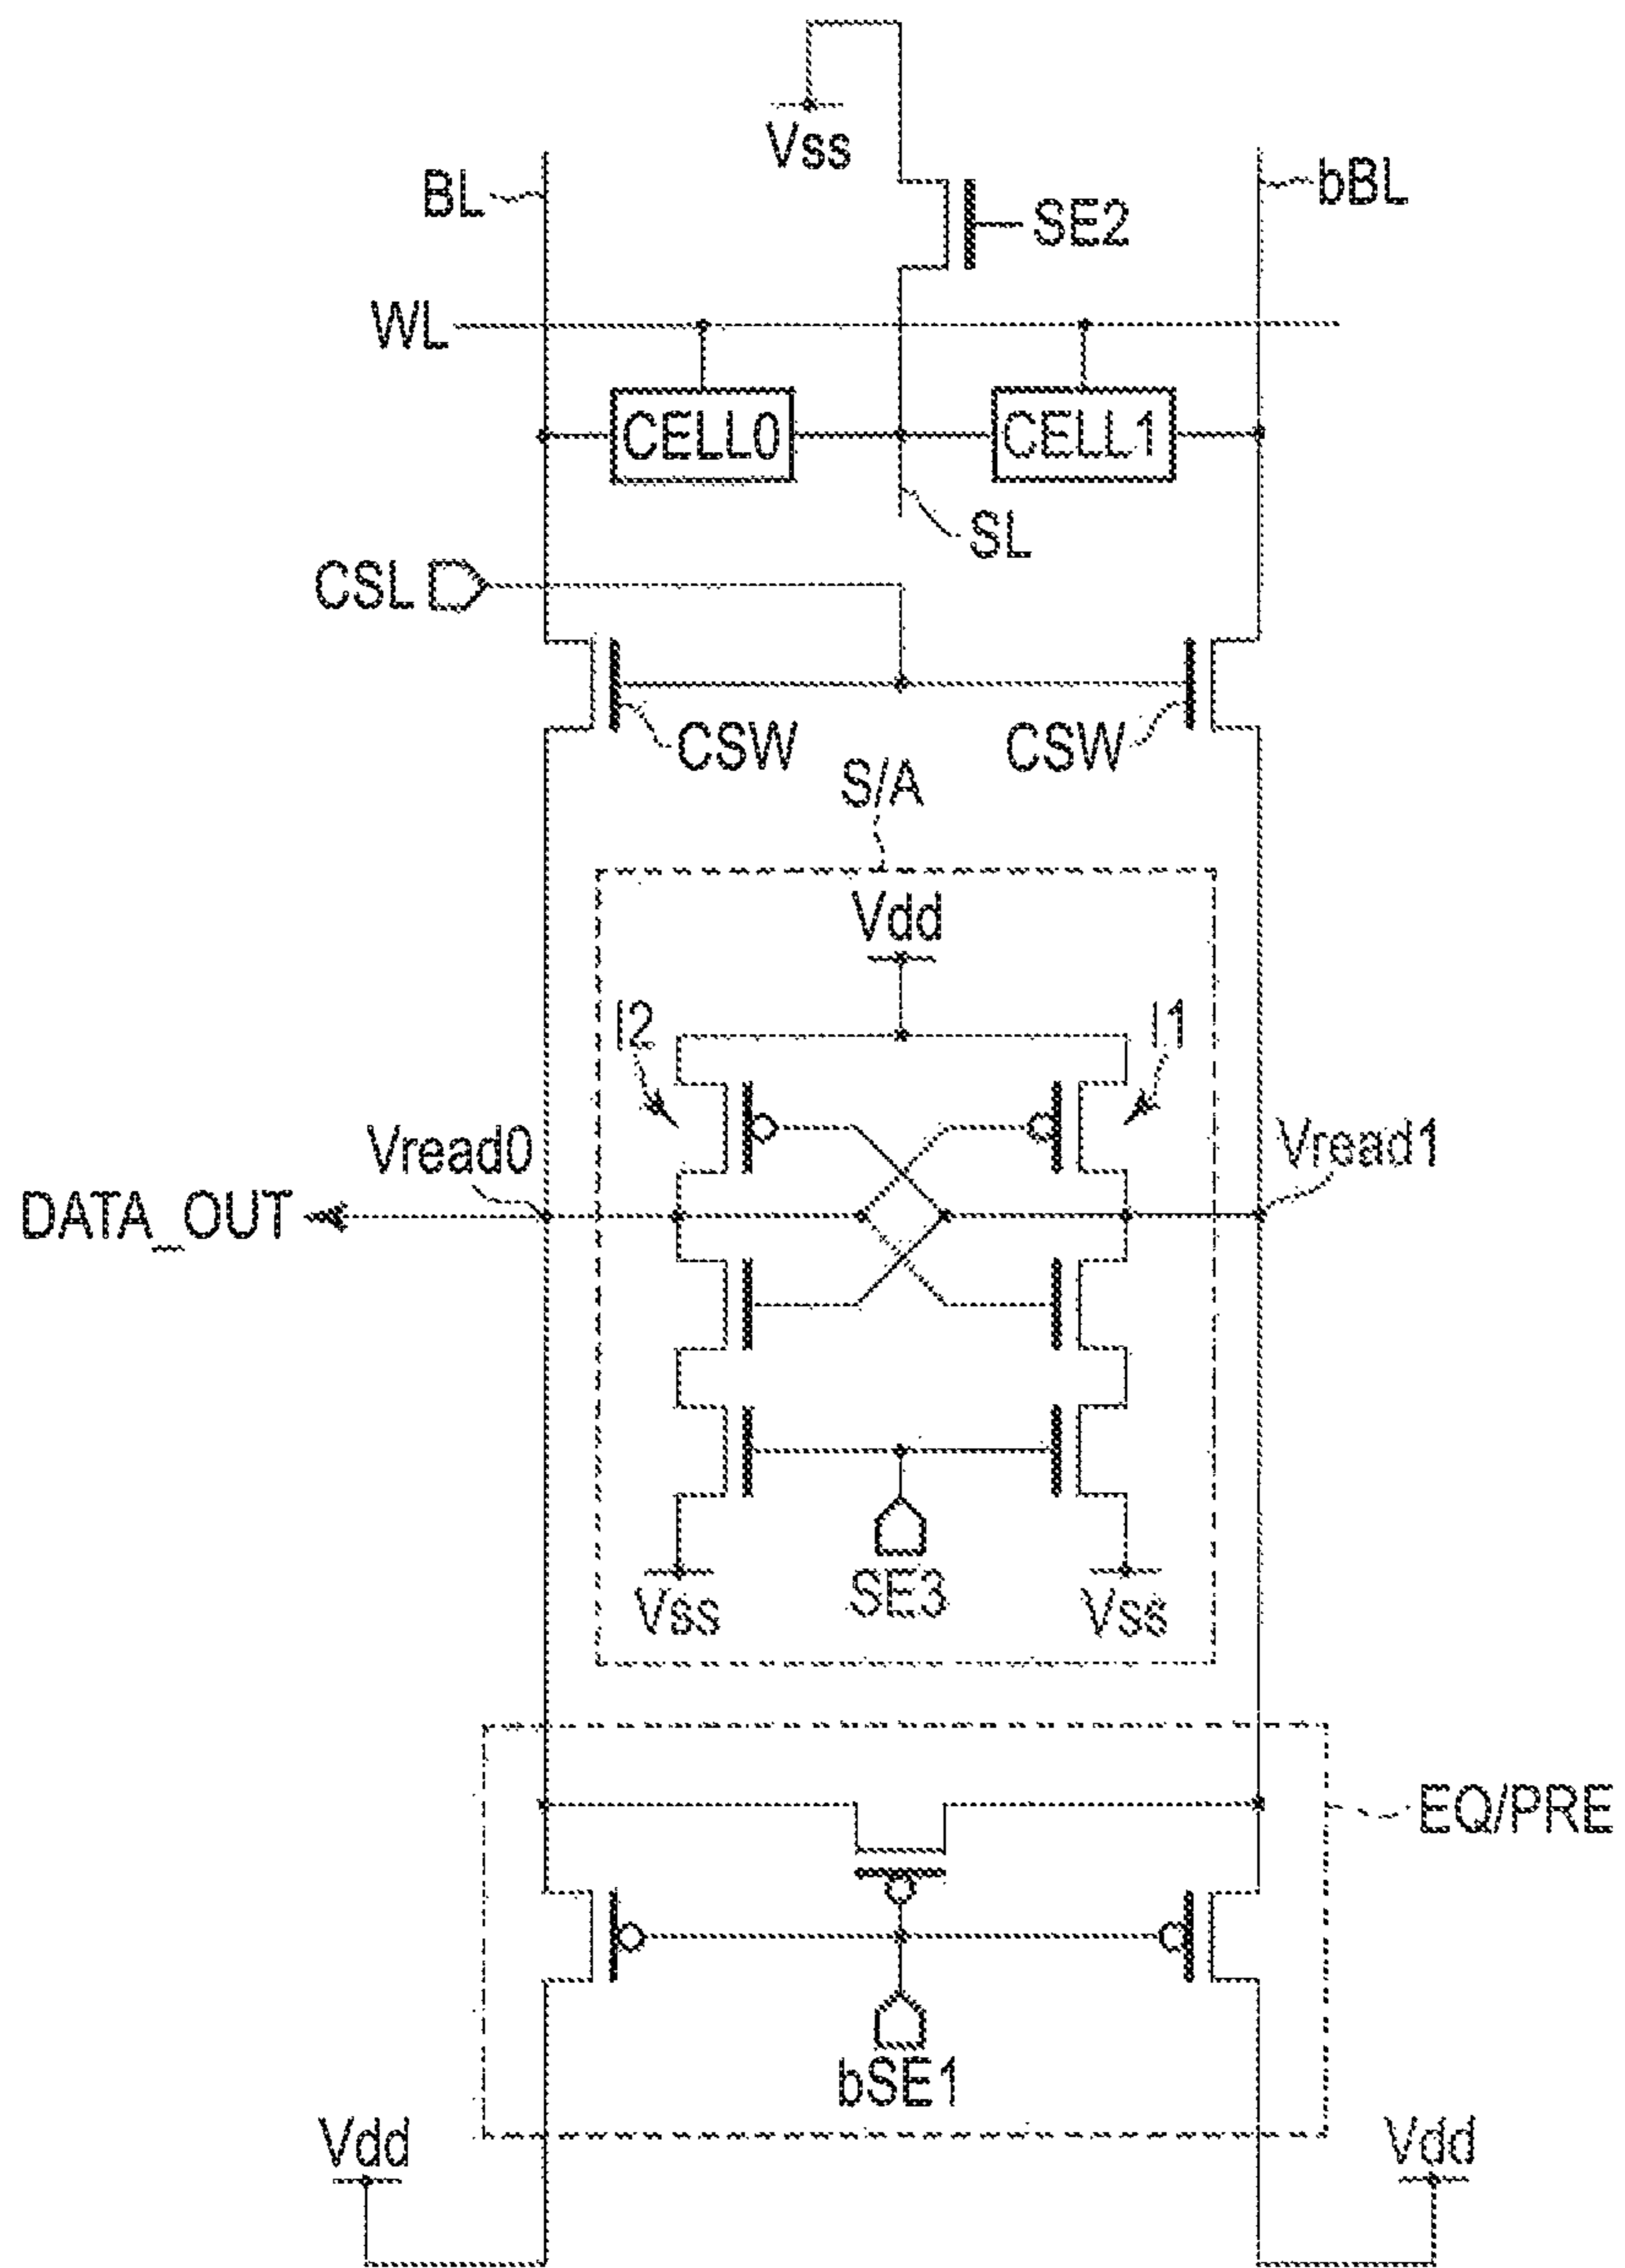 Vss
BL
bBL
SE2
WL
CELL0
CELL1
SL
CSL
CSW
CSW
S/A
Vdd
I2
I1
Vread0
Vread1
DATA_OUT
SE3
Vss
Vss
EQ/PRE
bSE1
Vdd
Vdd